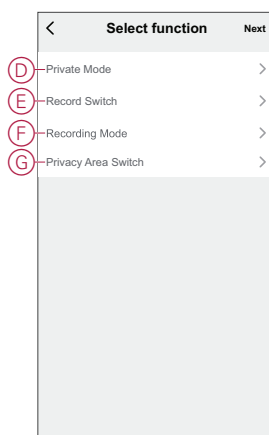 Select function Next
D Private Mode
E Record Switch
F Recording Mode
G Privacy Area Switch